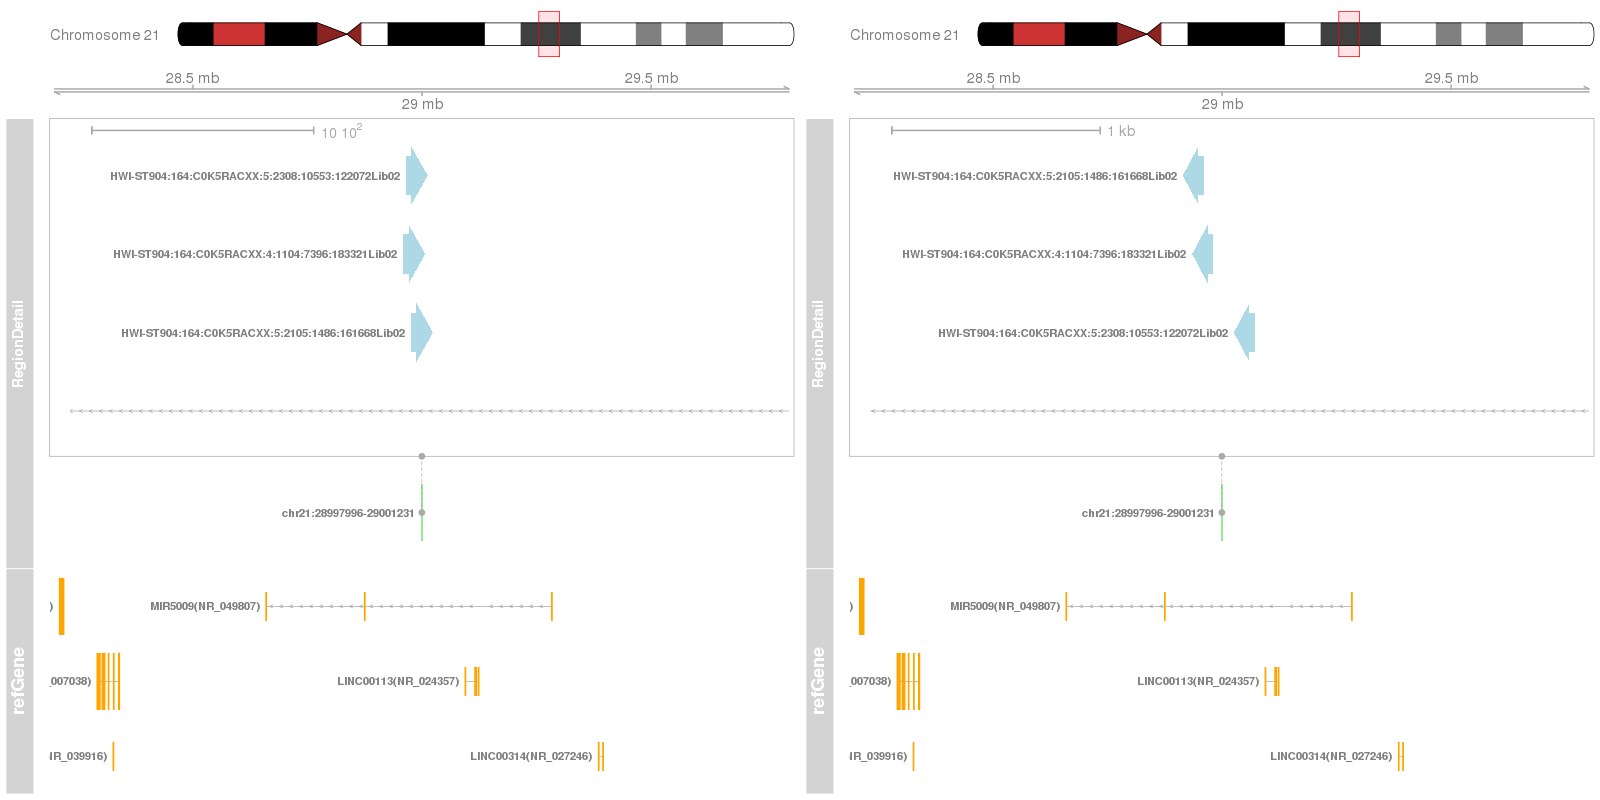 Chromosome 21
28.5 mb
29.5 mb
29 mb
RegionDetail
10 10²
HWI-ST904:164:C0K5RACXX:5:2308:10553:122072Lib02
HWI-ST904:164:C0K5RACXX:4:1104:7396:183321Lib02
HWI-ST904:164:C0K5RACXX:5:2105:1486:161668Lib02
chr21:28997996-29001231
refGene
)
MIR5009(NR_049807)
_007038)
LINC00113(NR_024357)
IR_039916)
LINC00314(NR_027246)
Chromosome 21
28.5 mb
29.5 mb
29 mb
RegionDetail
1 kb
HWI-ST904:164:C0K5RACXX:5:2105:1486:161668Lib02
HWI-ST904:164:C0K5RACXX:4:1104:7396:183321Lib02
HWI-ST904:164:C0K5RACXX:5:2308:10553:122072Lib02
chr21:28997996-29001231
refGene
)
MIR5009(NR_049807)
_007038)
LINC00113(NR_024357)
IR_039916)
LINC00314(NR_027246)